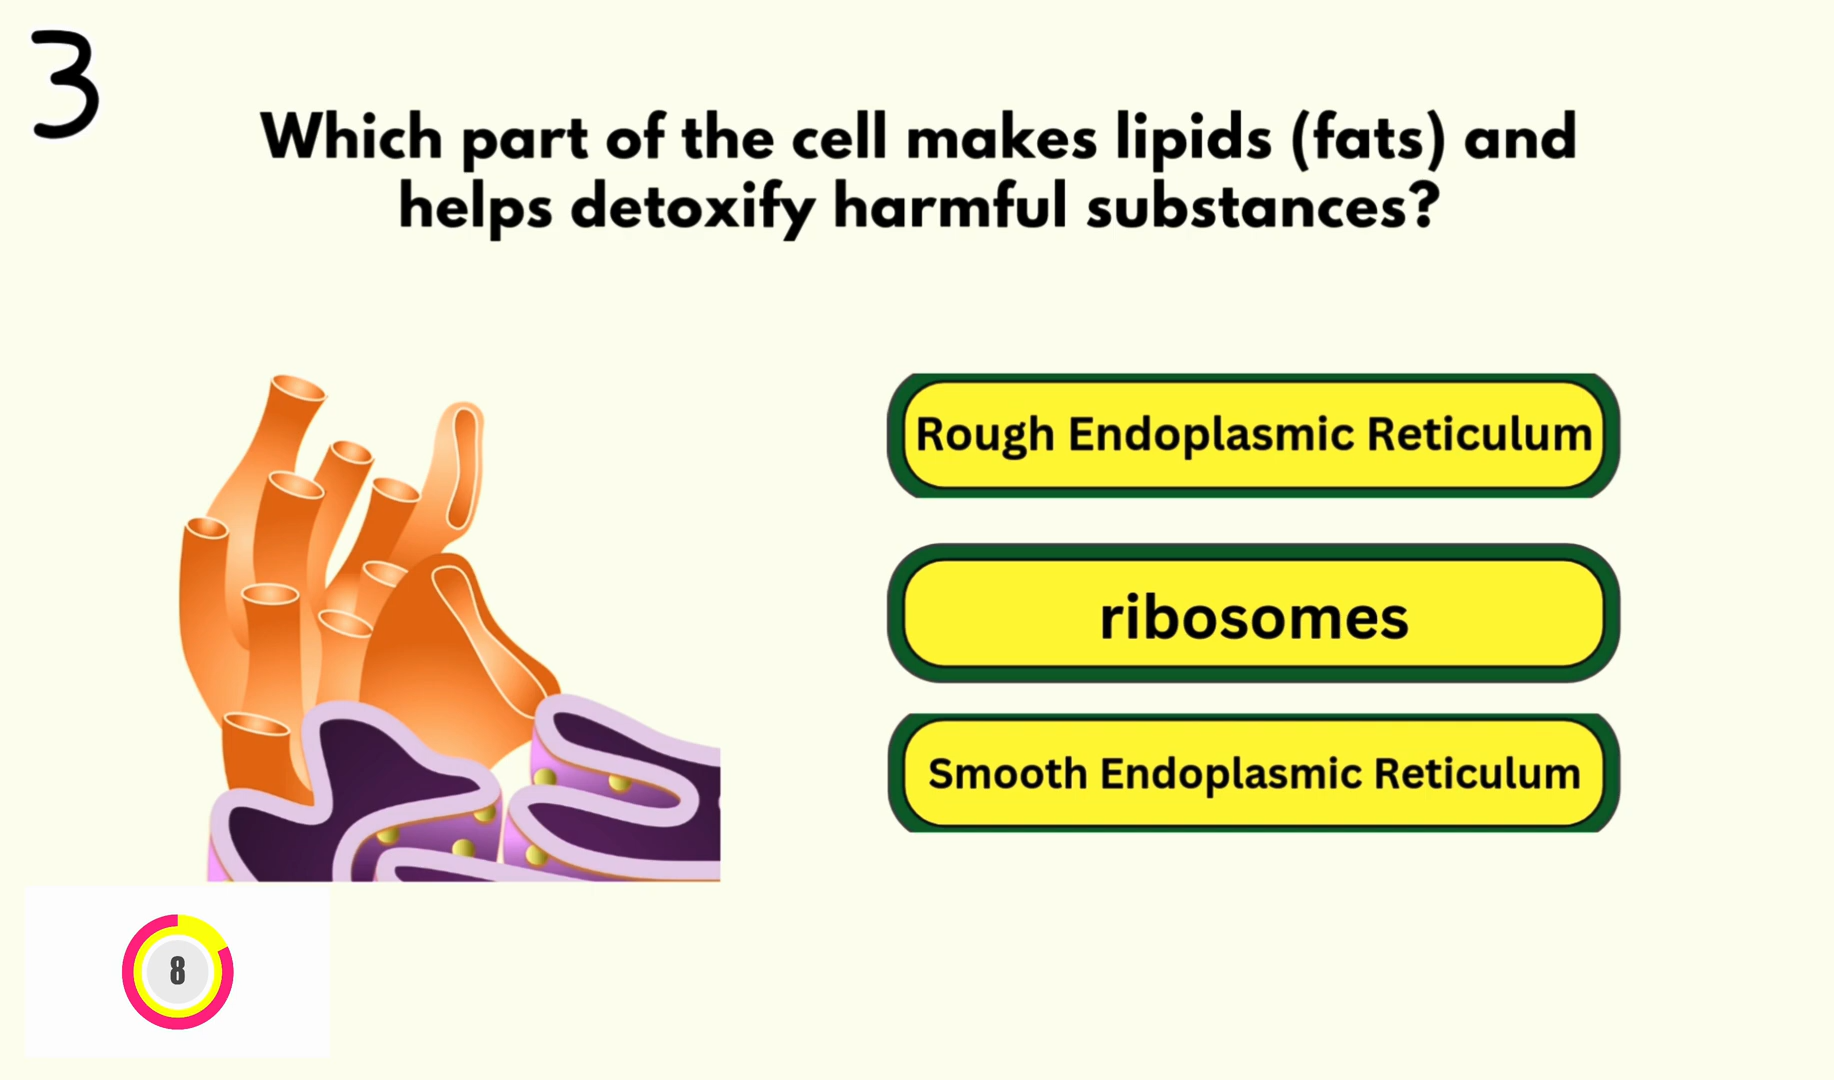 3
Which part of the cell makes lipids (fats) and
helps detoxify harmful substances?
Rough Endoplasmic Reticulum
ribosomes
Smooth Endoplasmic Reticulum
8